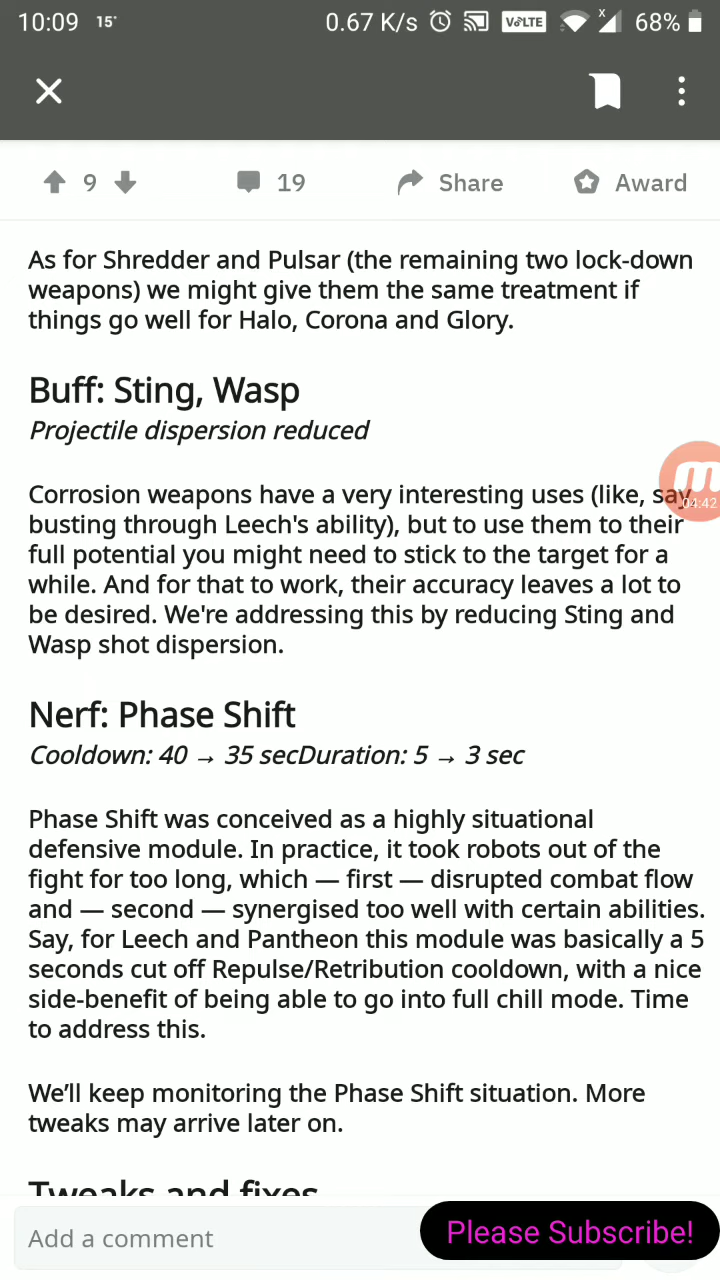 10:09 15° 0.67 K/s VoLTE x 68%
9 19 Share Award
As for Shredder and Pulsar (the remaining two lock-down
weapons) we might give them the same treatment if
things go well for Halo, Corona and Glory.
Buff: Sting, Wasp
Projectile dispersion reduced
Corrosion weapons have a very interesting uses (like, say
04:42
busting through Leech's ability), but to use them to their
full potential you might need to stick to the target for a
while. And for that to work, their accuracy leaves a lot to
be desired. We're addressing this by reducing Sting and
Wasp shot dispersion.
Nerf: Phase Shift
Cooldown: 40 → 35 secDuration: 5 → 3 sec
Phase Shift was conceived as a highly situational
defensive module. In practice, it took robots out of the
fight for too long, which — first — disrupted combat flow
and — second — synergised too well with certain abilities.
Say, for Leech and Pantheon this module was basically a 5
seconds cut off Repulse/Retribution cooldown, with a nice
side-benefit of being able to go into full chill mode. Time
to address this.
We’ll keep monitoring the Phase Shift situation. More
tweaks may arrive later on.
Tweaks and fixes
Add a comment
Please Subscribe!